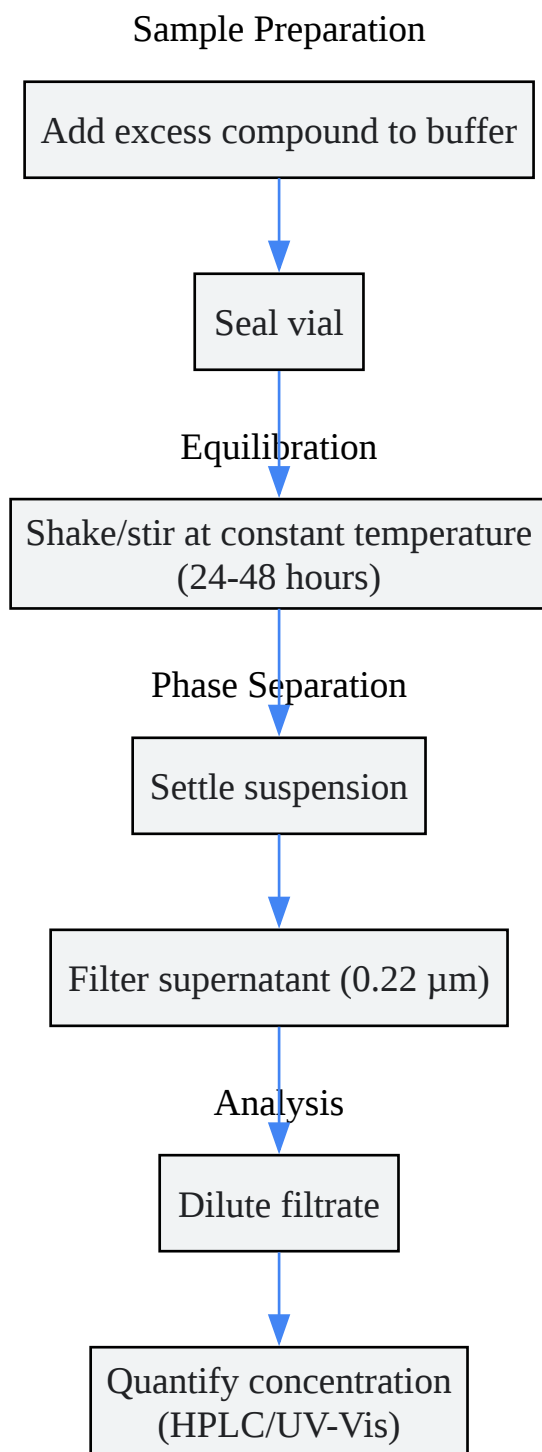 Sample Preparation
Add excess compound to buffer
Seal vial
Equilibration
Shake/stir at constant temperature
(24-48 hours)
Phase Separation
Settle suspension
Filter supernatant (0.22 µm)
Analysis
Dilute filtrate
Quantify concentration
(HPLC/UV-Vis)